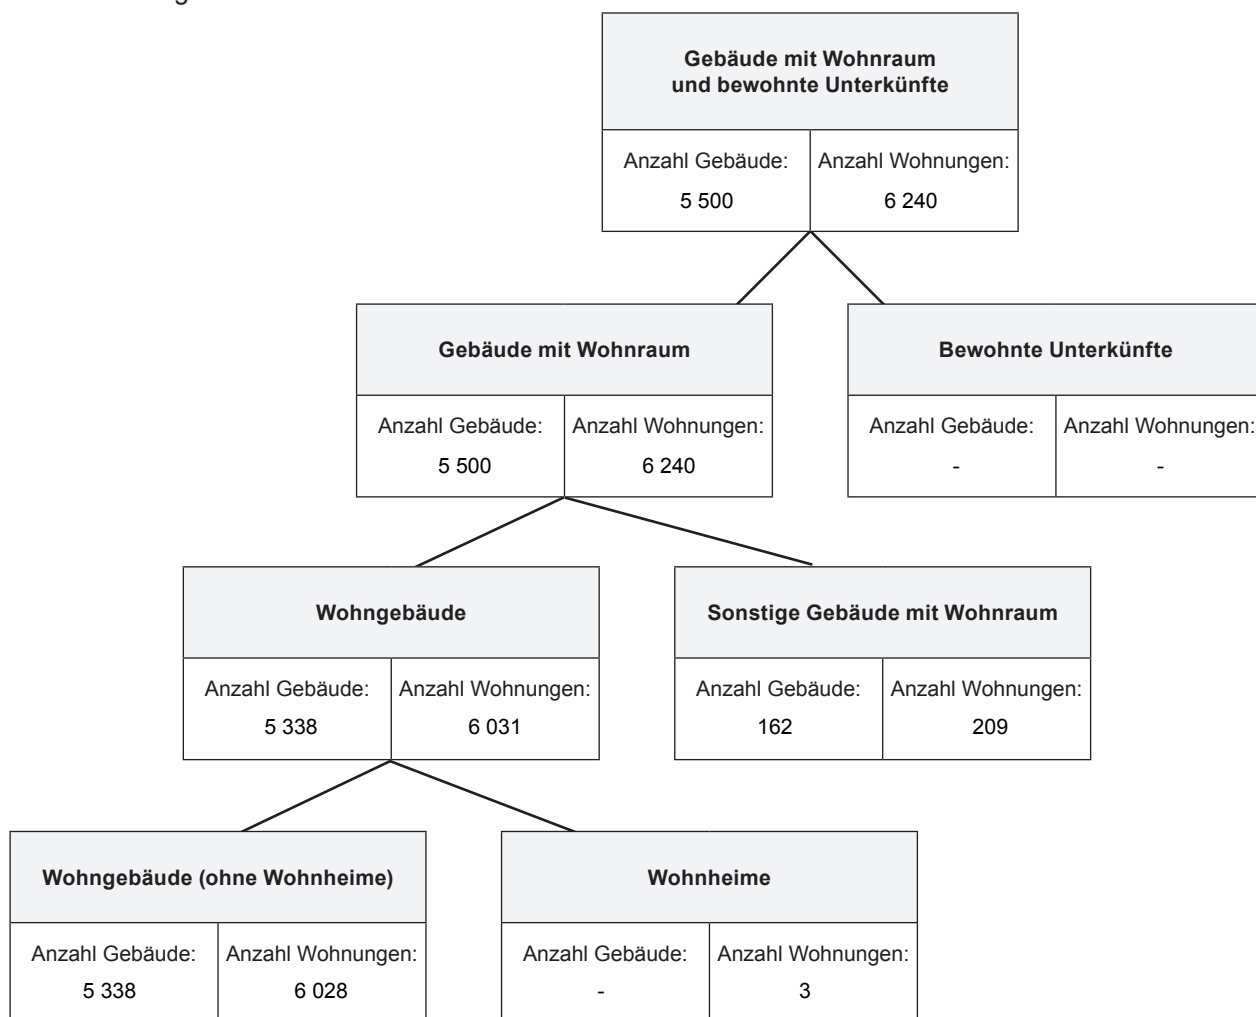 Gebäude mit Wohnraum
und bewohnte Unterkünfte
Anzahl Gebäude: Anzahl Wohnungen:
5 500 6 240
Gebäude mit Wohnraum
Anzahl Gebäude: Anzahl Wohnungen:
5 500 6 240
Bewohnte Unterkünfte
Anzahl Gebäude: Anzahl Wohnungen:
- -
Wohngebäude
Anzahl Gebäude: Anzahl Wohnungen:
5 338 6 031
Sonstige Gebäude mit Wohnraum
Anzahl Gebäude: Anzahl Wohnungen:
162 209
Wohngebäude (ohne Wohnheime)
Anzahl Gebäude: Anzahl Wohnungen:
5 338 6 028
Wohnheime
Anzahl Gebäude: Anzahl Wohnungen:
- 3